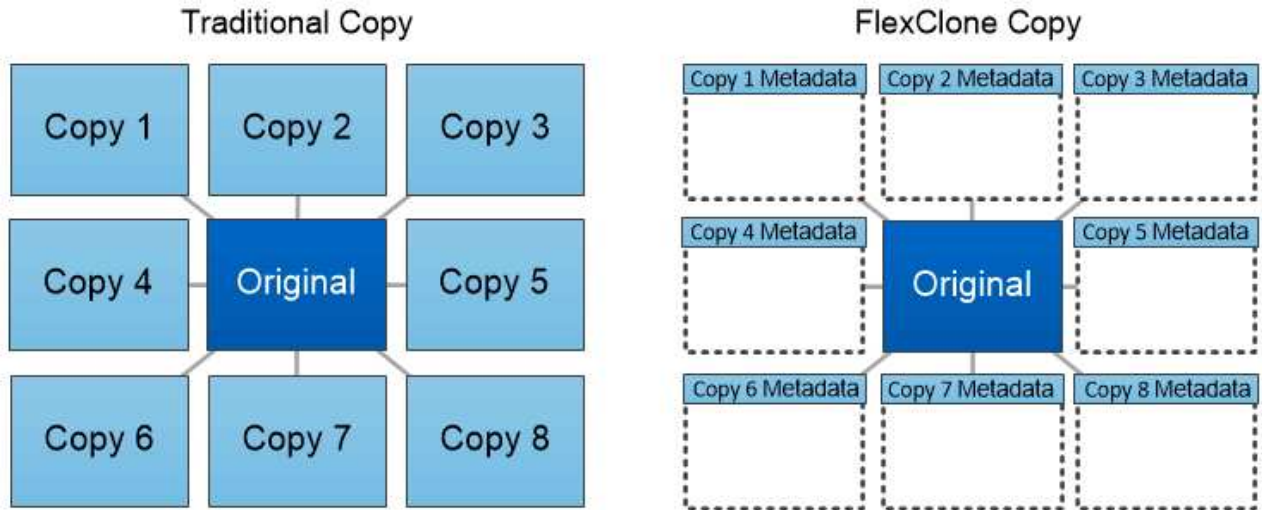 Traditional Copy
Copy 1
Copy 2
Copy 3
Copy 4
Original
Copy 5
Copy 6
Copy 7
Copy 8
FlexClone Copy
Copy 1 Metadata
Copy 2 Metadata
Copy 3 Metadata
Copy 4 Metadata
Original
Copy 5 Metadata
Copy 6 Metadata
Copy 7 Metadata
Copy 8 Metadata